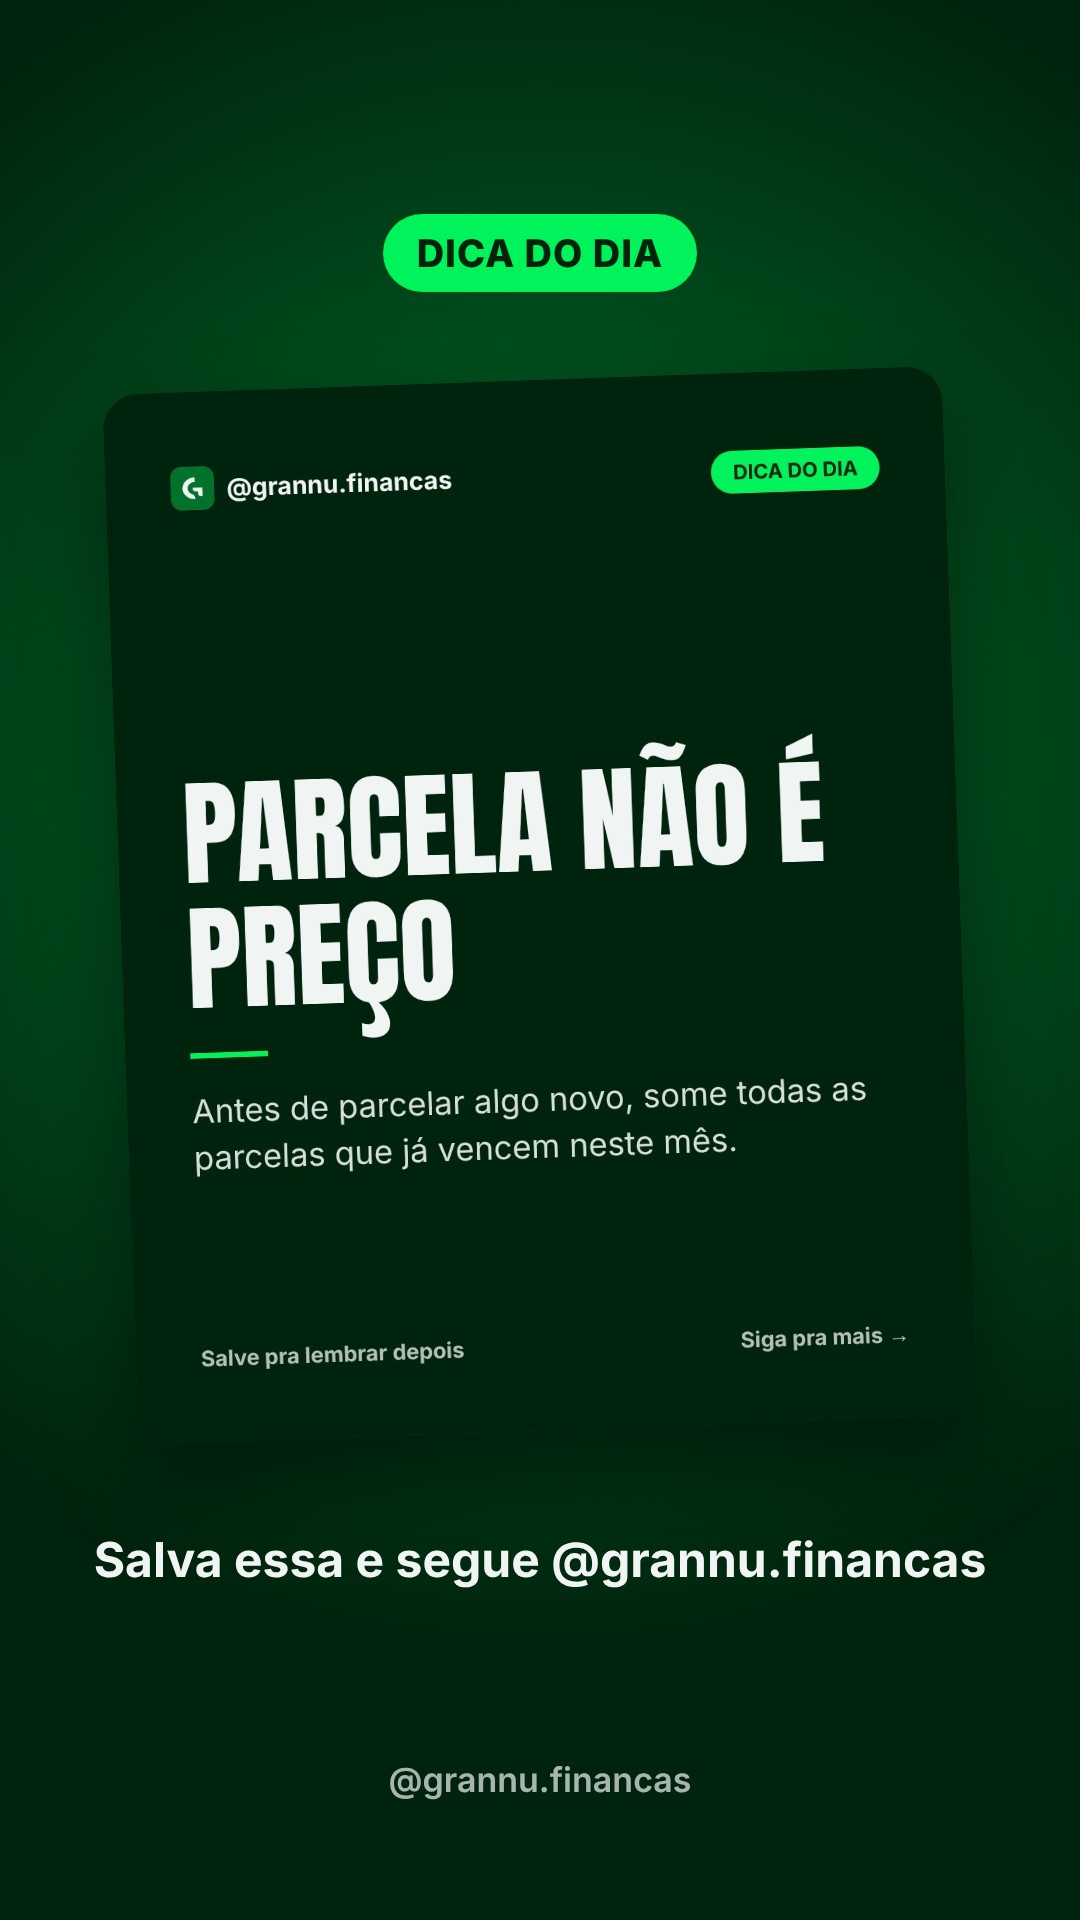 DICA DO DIA
@grannu.financas
DICA DO DIA
PARCELA NÃO É
PREÇO
Antes de parcelar algo novo, some todas as
parcelas que já vencem neste mês.
Salve pra lembrar depois
Siga pra mais →
Salva essa e segue @grannu.financas
@grannu.financas